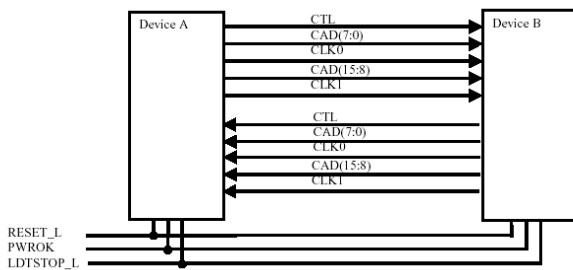 Device A
Device B
CTL
CAD(7:0)
CLK0
CAD(15:8)
CLK1
CTL
CAD(7:0)
CLK0
CAD(15:8)
CLK1
RESET_L
PWROK
LDTSTOP_L